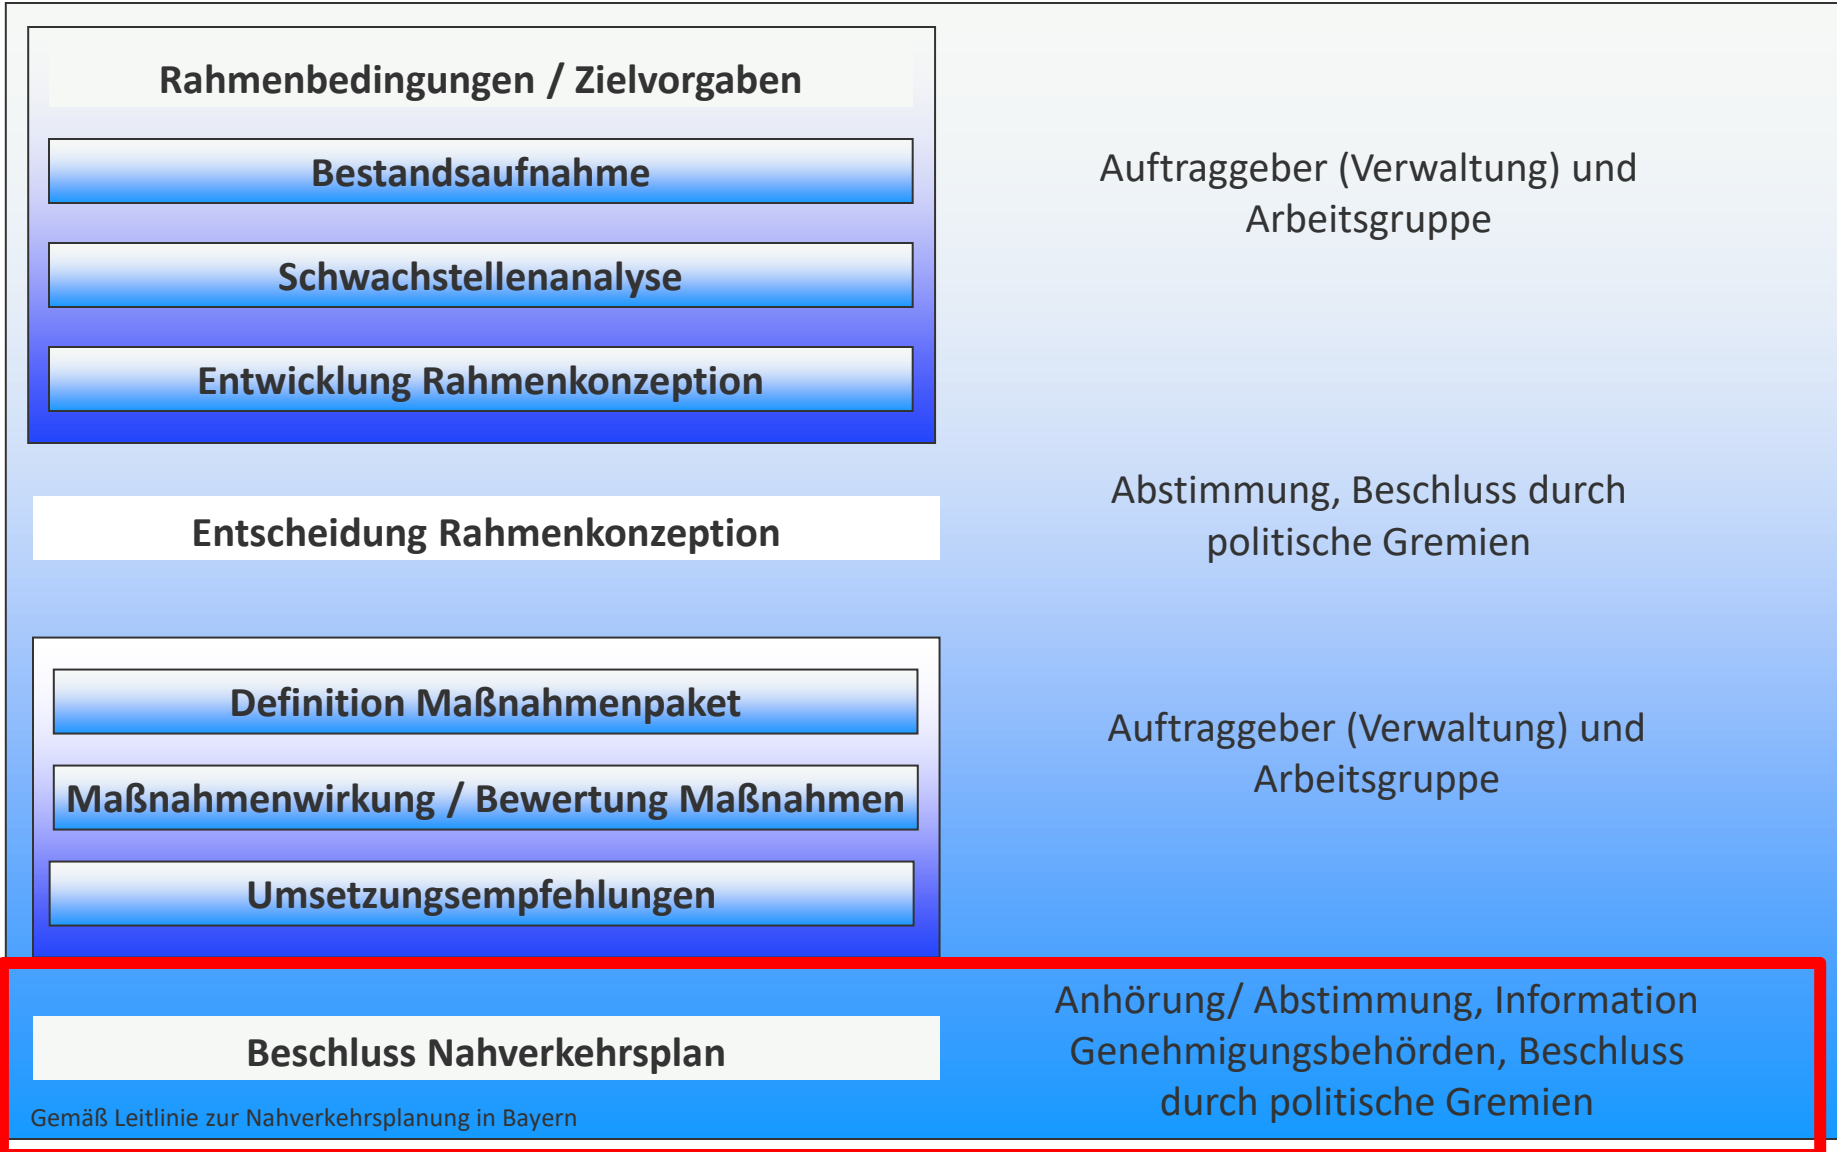 Rahmenbedingungen / Zielvorgaben
Bestandsaufnahme
Schwachstellenanalyse
Entwicklung Rahmenkonzeption
Auftraggeber (Verwaltung) und
Arbeitsgruppe
Entscheidung Rahmenkonzeption
Abstimmung, Beschluss durch
politische Gremien
Definition Maßnahmenpaket
Maßnahmenwirkung / Bewertung Maßnahmen
Umsetzungsempfehlungen
Auftraggeber (Verwaltung) und
Arbeitsgruppe
Beschluss Nahverkehrsplan
Anhörung/ Abstimmung, Information
Genehmigungsbehörden, Beschluss
durch politische Gremien
Gemäß Leitlinie zur Nahverkehrsplanung in Bayern